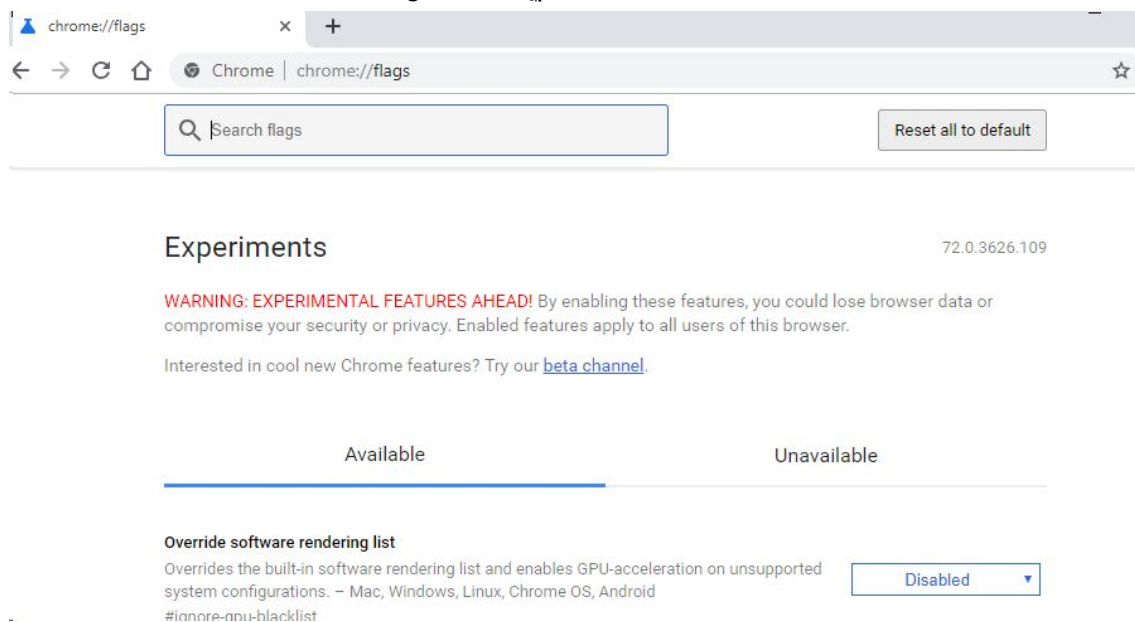 chrome://flags
Chrome | chrome://flags
Search flags
Reset all to default
Experiments
72.0.3626.109
WARNING: EXPERIMENTAL FEATURES AHEAD! By enabling these features, you could lose browser data or
compromise your security or privacy. Enabled features apply to all users of this browser.
Interested in cool new Chrome features? Try our beta channel.
Available
Unavailable
Override software rendering list
Overrides the built-in software rendering list and enables GPU-acceleration on unsupported
system configurations. – Mac, Windows, Linux, Chrome OS, Android
Disabled
#ignore-gpu-blacklist